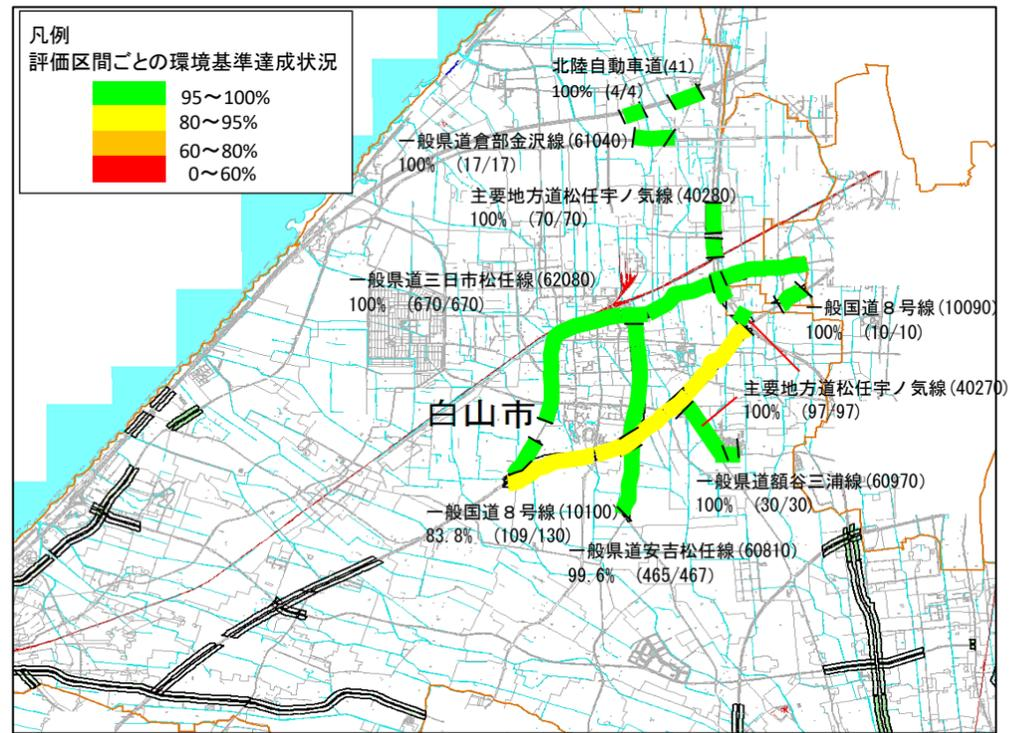 凡例
評価区間ごとの環境基準達成状況
95～100%
80～95%
60～80%
0～60%
北陸自動車道(41)
100% (4/4)
一般県道倉部金沢線(61040)
100% (17/17)
主要地方道松任宇ノ気線(40280)
100% (70/70)
一般県道三日市松任線(62080)
100% (670/670)
一般国道８号線(10090)
100% (10/10)
主要地方道松任宇ノ気線(40270)
100% (97/97)
白山市
一般県道額谷三浦線(60970)
100% (30/30)
一般国道８号線(10100)
83.8% (109/130)
一般県道安吉松任線(60810)
99.6% (465/467)